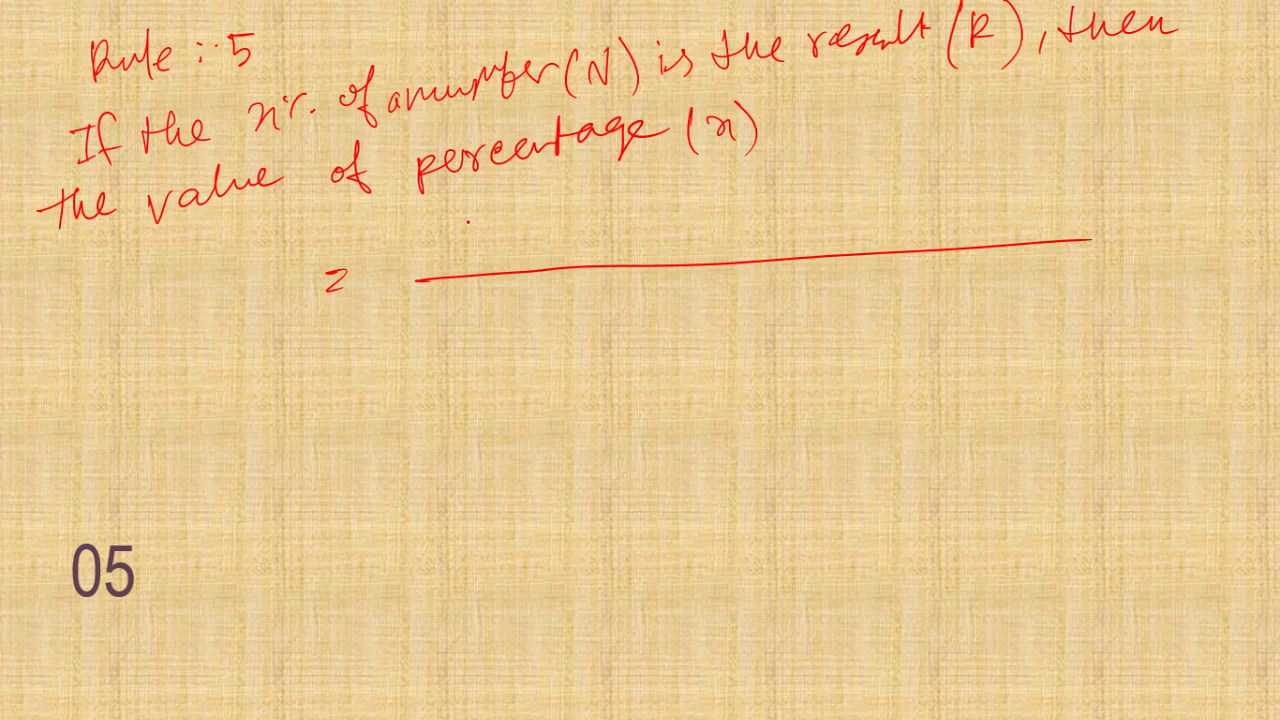 Rule : 5
If the x% of a number (N) is the result (R), then
the value of percentage (x)
=
05